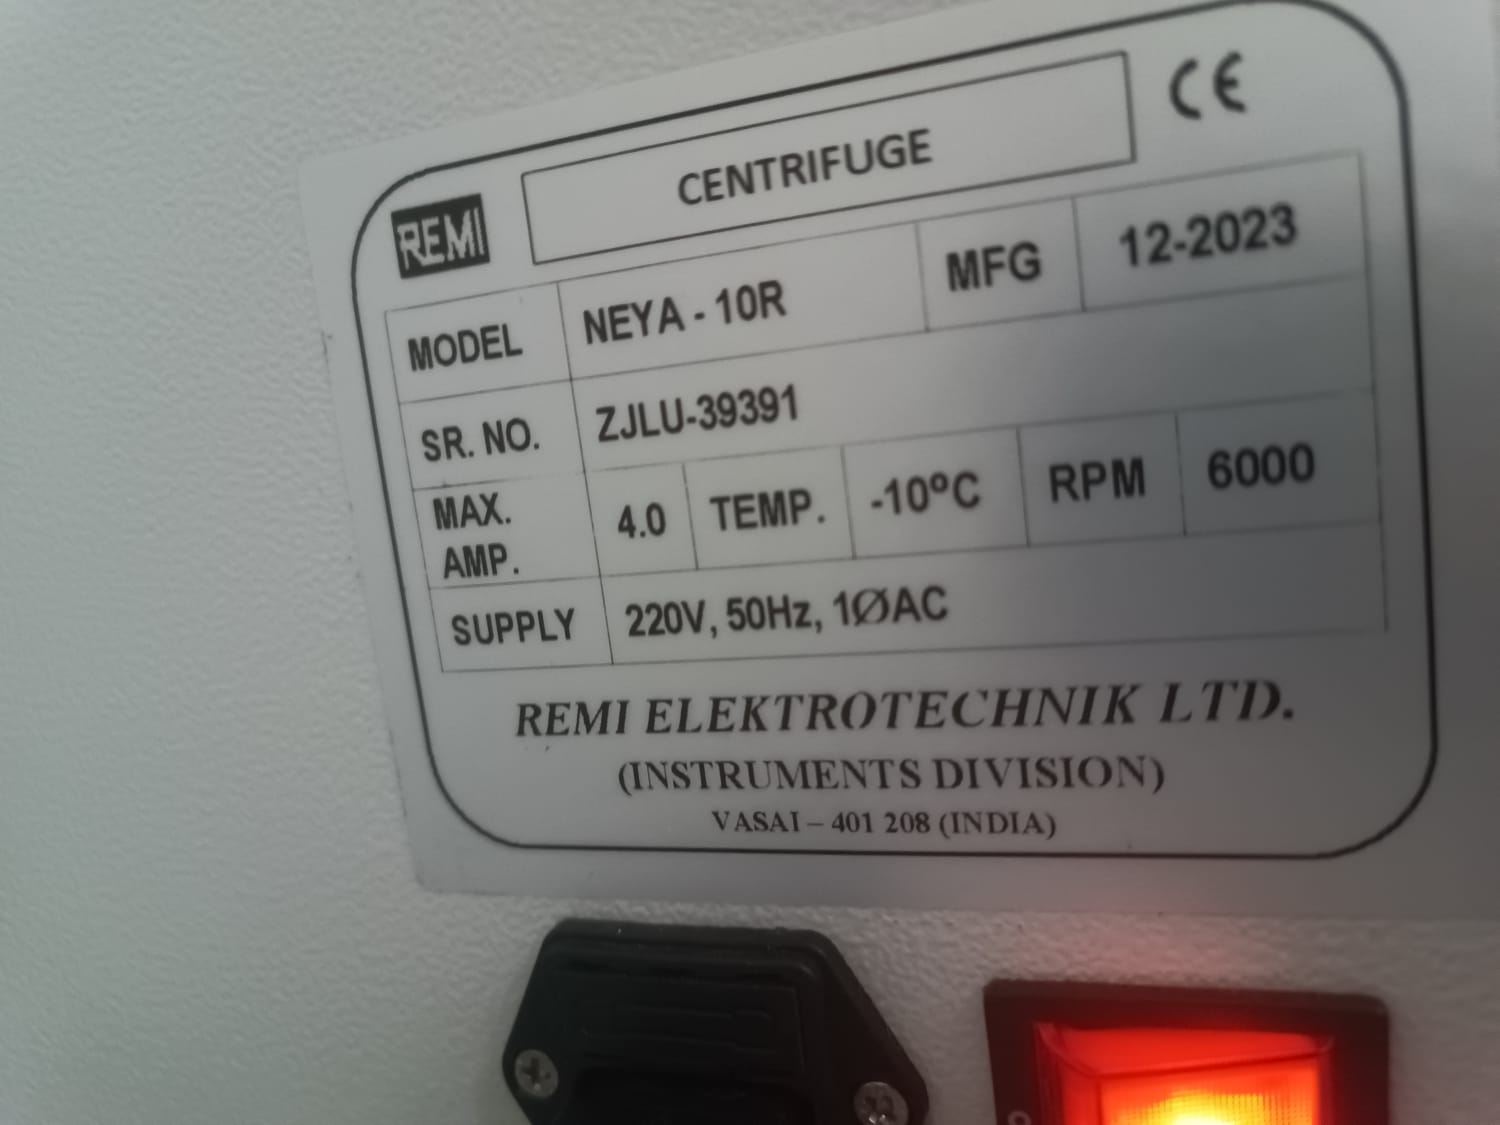 CENTRIFUGE
CE
REMI
MODEL NEYA - 10R MFG 12-2023
SR. NO. ZJLU-39391
MAX. AMP. 4.0 TEMP. -10°C RPM 6000
SUPPLY 220V, 50Hz, 1ØAC
REMI ELEKTROTECHNIK LTD.
(INSTRUMENTS DIVISION)
VASAI – 401 208 (INDIA)